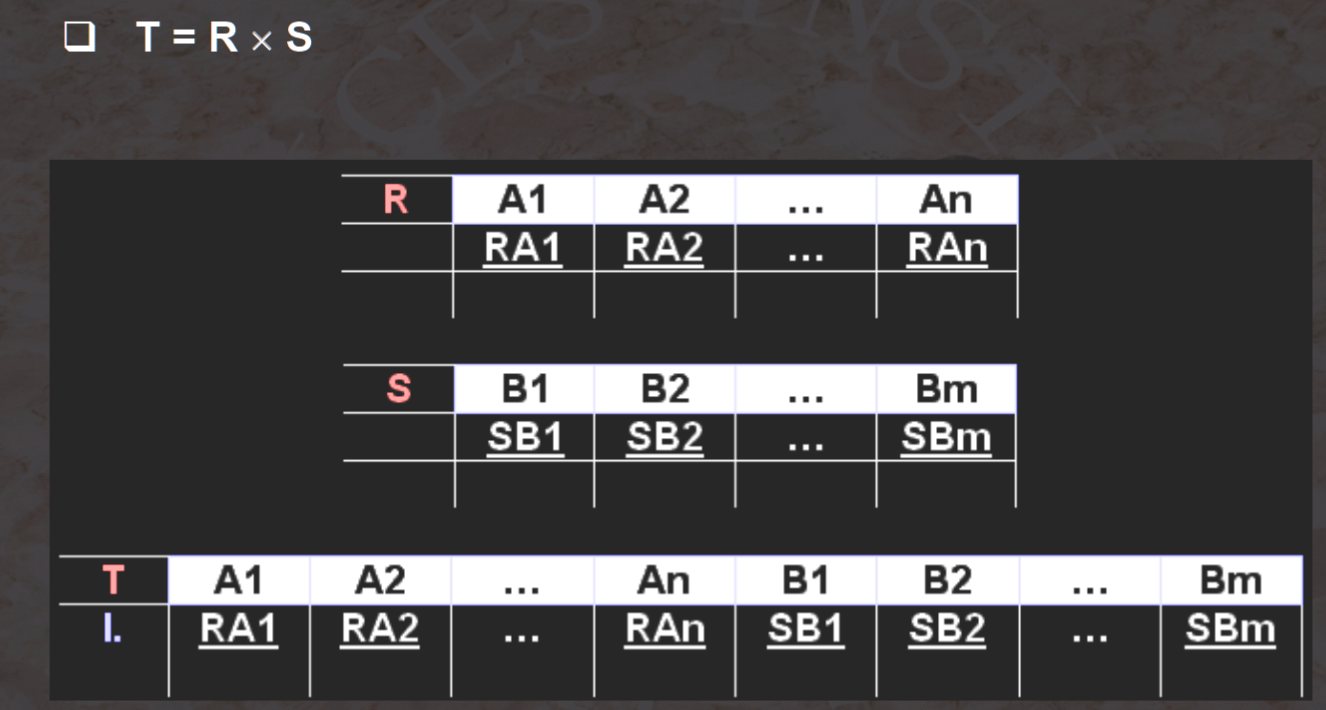 ❑ T = R × S
R A1 A2 ... An
RA1 RA2 ... RAn
S B1 B2 ... Bm
SB1 SB2 ... SBm
T A1 A2 ... An B1 B2 ... Bm
I. RA1 RA2 ... RAn SB1 SB2 ... SBm